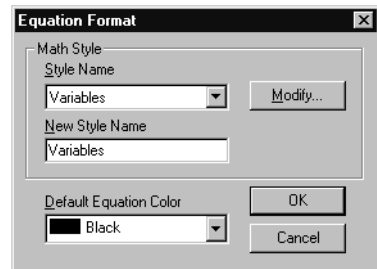 Equation Format
Math Style
Style Name
Variables
Modify...
New Style Name
Variables
Default Equation Color
Black
OK
Cancel